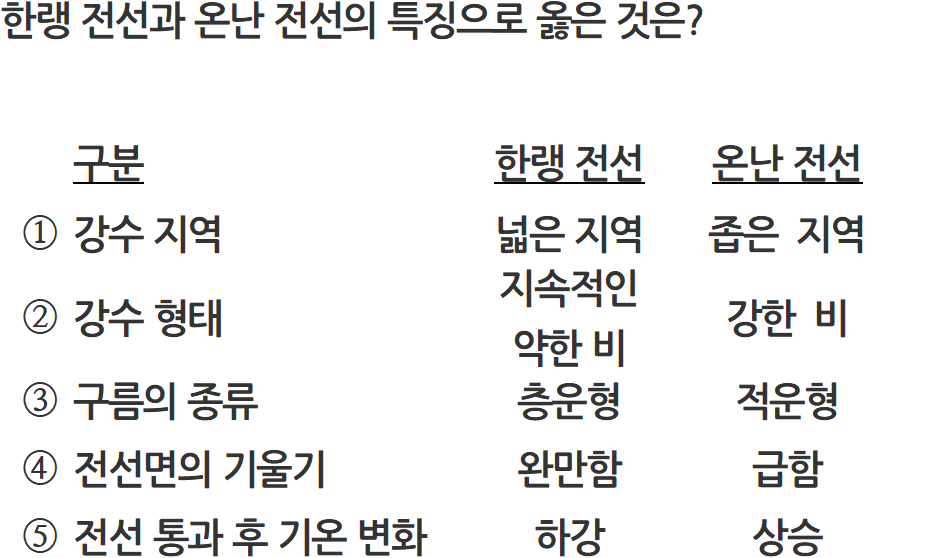 한랭 전선과 온난 전선의 특징으로 옳은 것은?
구분 한랭 전선 온난 전선
① 강수 지역 넓은 지역 좁은 지역
② 강수 형태 지속적인 약한 비 강한 비
③ 구름의 종류 층운형 적운형
④ 전선면의 기울기 완만함 급함
⑤ 전선 통과 후 기온 변화 하강 상승